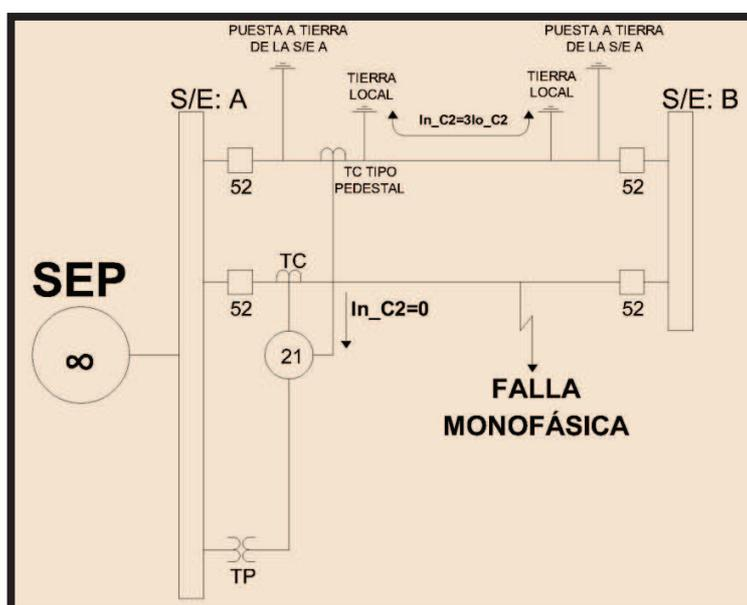 PUESTA A TIERRA
DE LA S/E A
PUESTA A TIERRA
DE LA S/E A
TIERRA
LOCAL
TIERRA
LOCAL
S/E: A
In_C2=3Io_C2
S/E: B
52
TC TIPO
PEDESTAL
52
TC
SEP
52
In_C2=0
52
∞
21
FALLA
MONOFÁSICA
TP